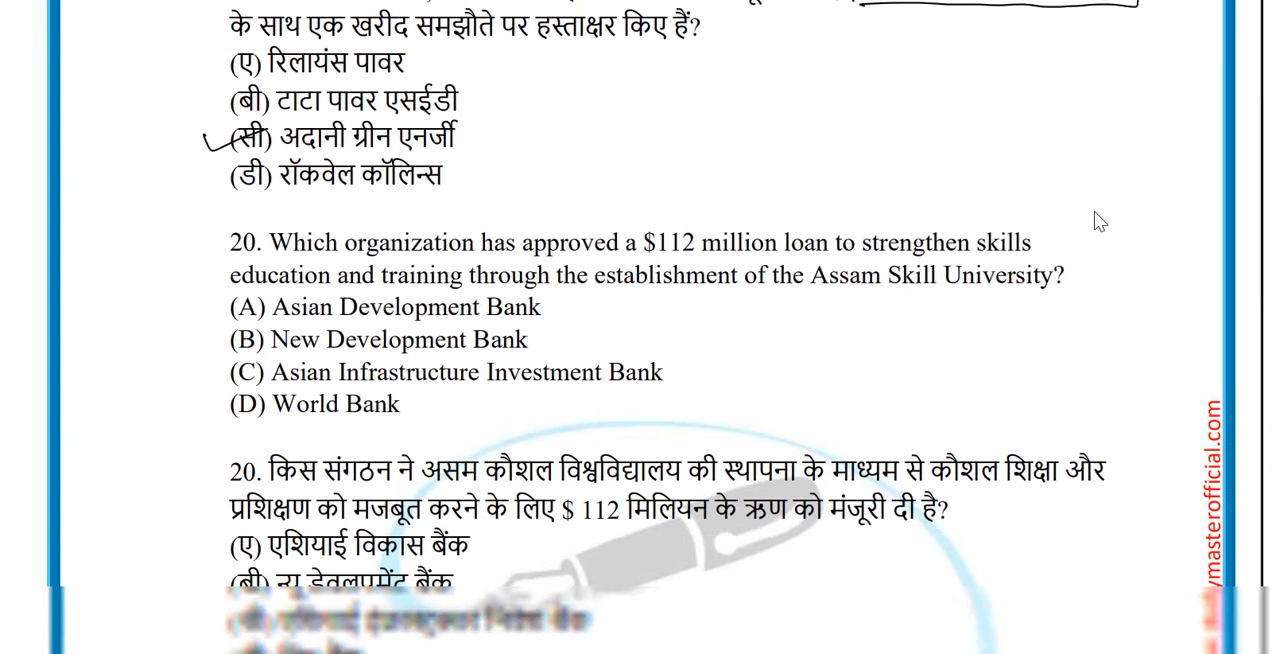 के साथ एक खरीद समझौते पर हस्ताक्षर किए हैं?
(ए) रिलायंस पावर
(बी) टाटा पावर एसईडी
(सी) अदानी ग्रीन एनर्जी
(डी) रॉकवेल कॉलिन्स
20. Which organization has approved a $112 million loan to strengthen skills
education and training through the establishment of the Assam Skill University?
(A) Asian Development Bank
(B) New Development Bank
(C) Asian Infrastructure Investment Bank
(D) World Bank
20. किस संगठन ने असम कौशल विश्वविद्यालय की स्थापना के माध्यम से कौशल शिक्षा और
प्रशिक्षण को मजबूत करने के लिए $ 112 मिलियन के ऋण को मंजूरी दी है?
(ए) एशियाई विकास बैंक
(बी) न्यू डेवलपमेंट बैंक
ymasterofficial.com